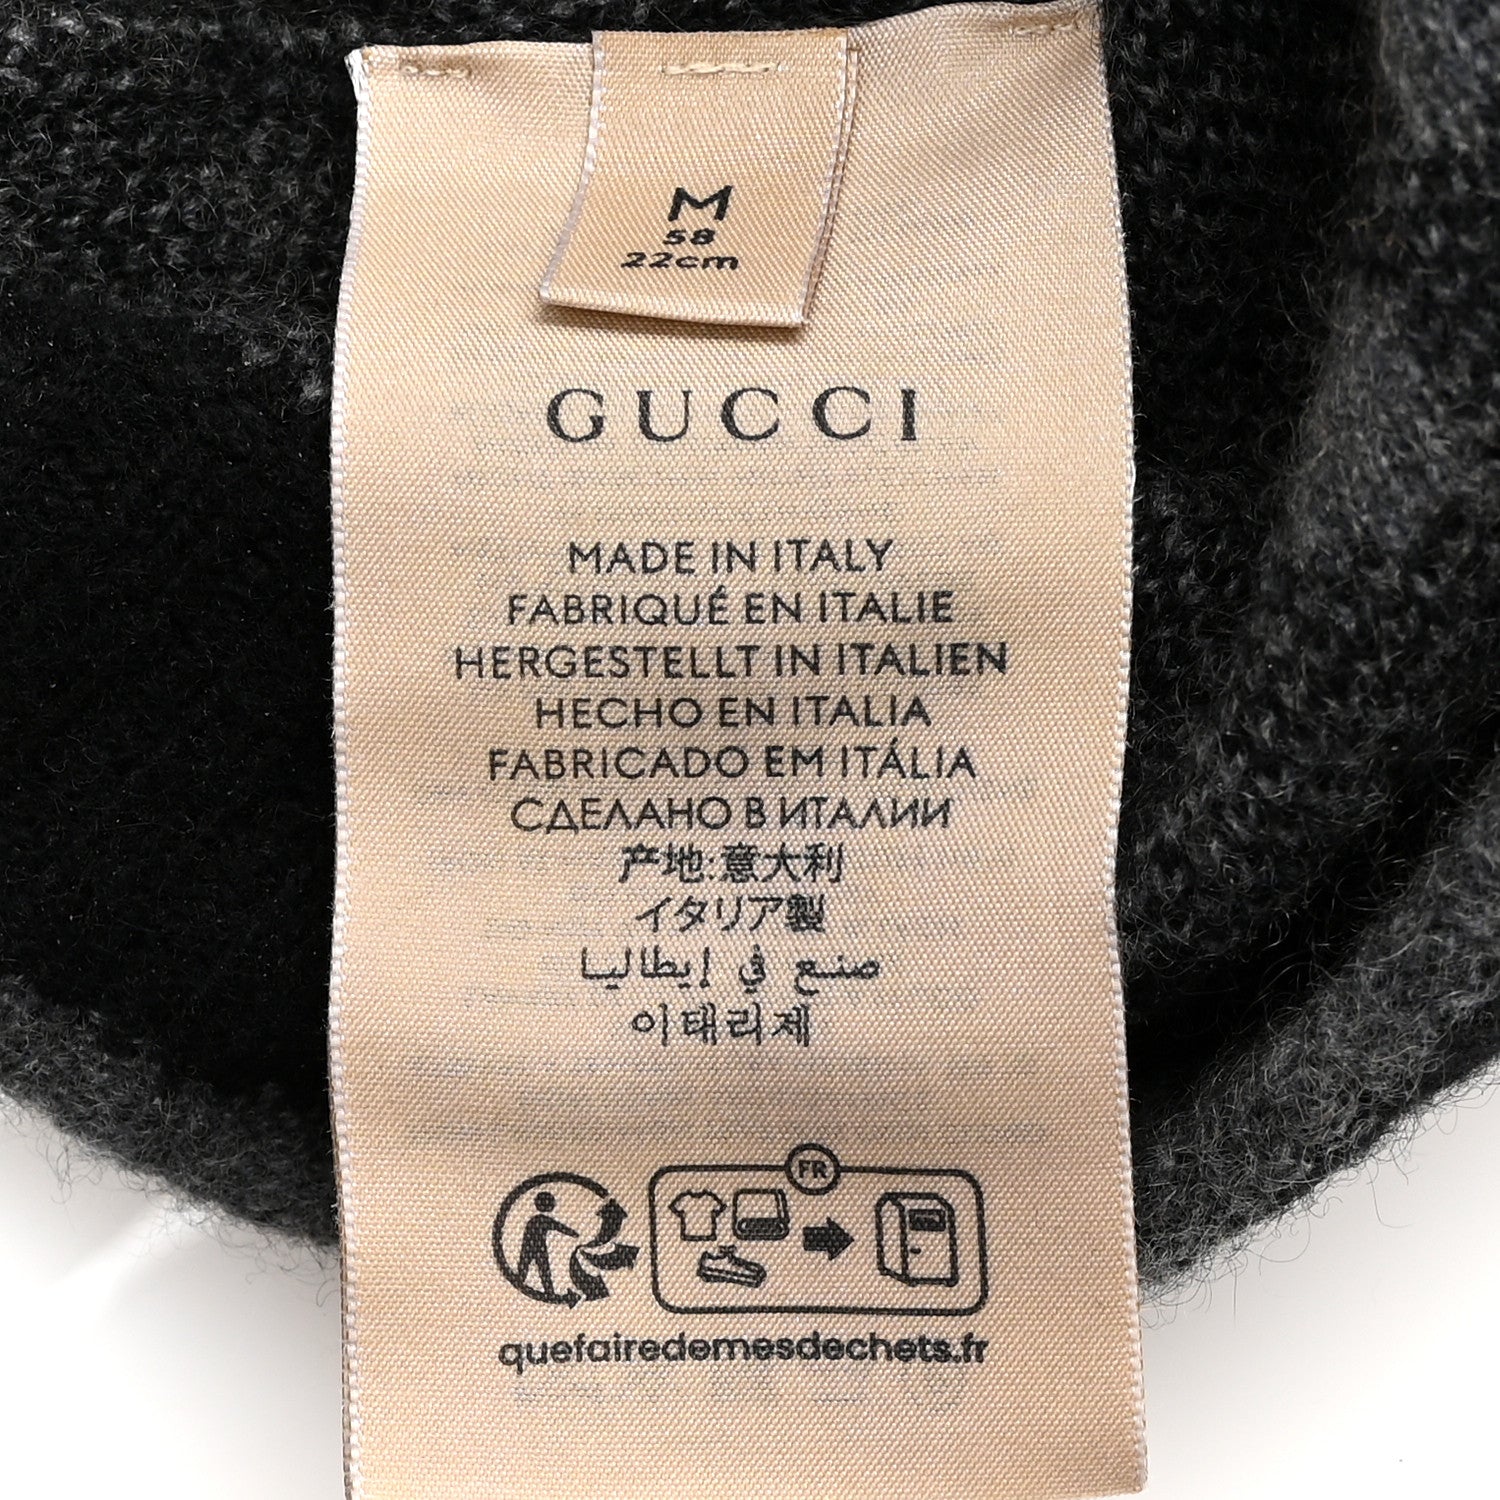 M
58
22cm
GUCCI
MADE IN ITALY
FABRIQUÉ EN ITALIE
HERGESTELLT IN ITALIEN
HECHO EN ITALIA
FABRICADO EM ITÁLIA
СДЕЛАНО В ИТАЛИИ
产地:意大利
イタリア製
صنع في إيطاليا
이태리제
FR
quefairedemesdechets.fr